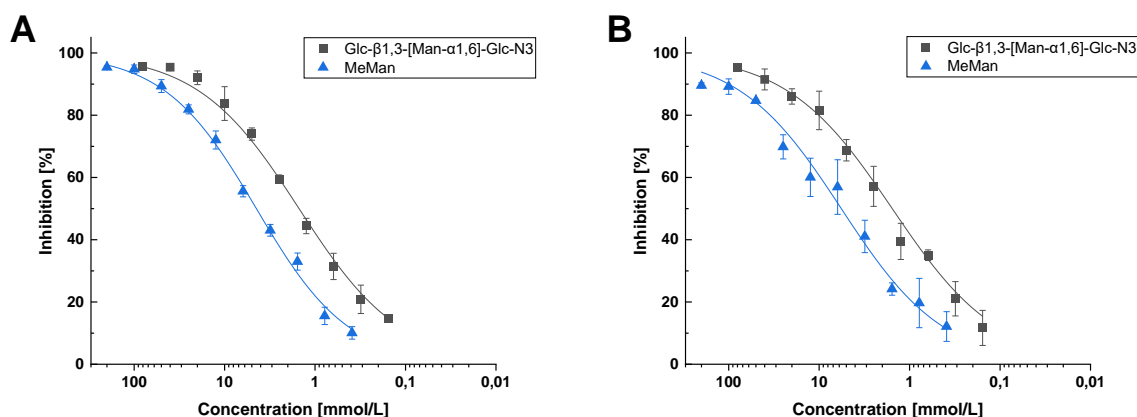 A
Glc-β1,3-[Man-α1,6]-Glc-N3
MeMan
Inhibition [%]
100
80
60
40
20
0
100 10 1 0,1 0,01
Concentration [mmol/L]
B
Glc-β1,3-[Man-α1,6]-Glc-N3
MeMan
Inhibition [%]
100
80
60
40
20
0
100 10 1 0,1 0,01
Concentration [mmol/L]